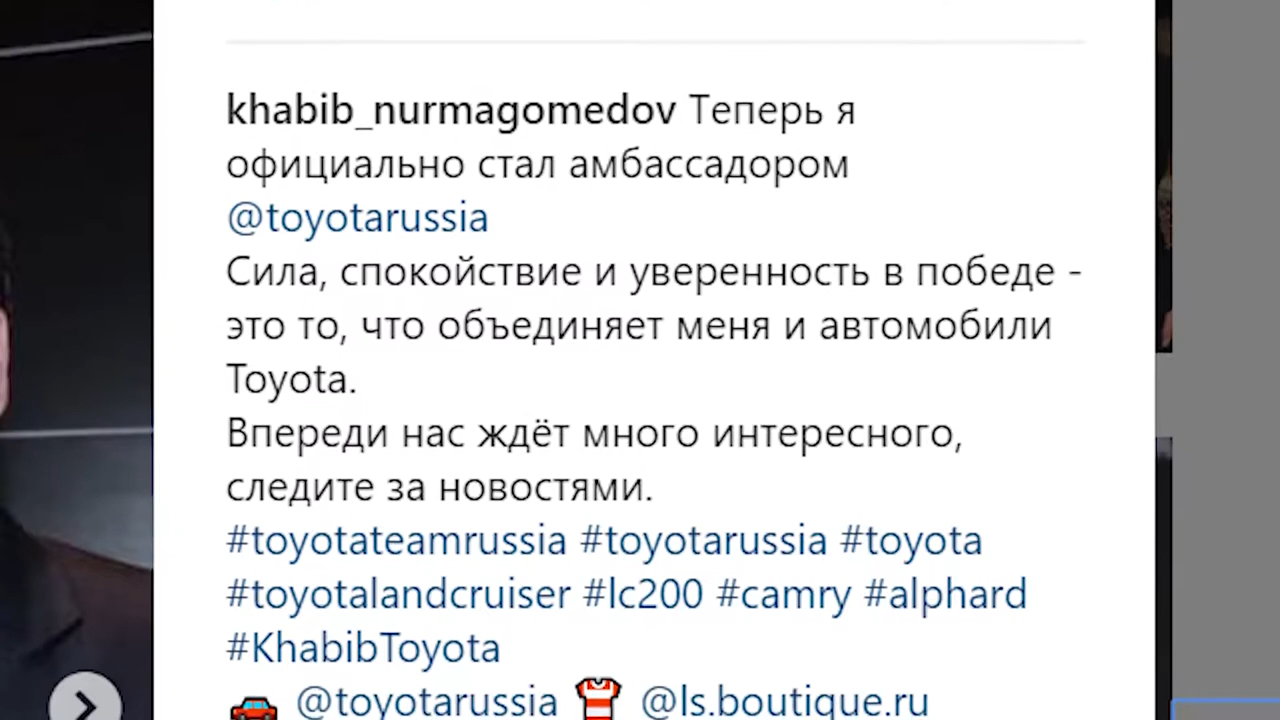 khabib_nurmagomedov Теперь я
официально стал амбассадором
@toyotarussia
Сила, спокойствие и уверенность в победе -
это то, что объединяет меня и автомобили
Toyota.
Впереди нас ждёт много интересного,
следите за новостями.
#toyotateamrussia #toyotarussia #toyota
#toyotalandcruiser #lc200 #camry #alphard
#KhabibToyota
🚗 @toyotarussia 👕 @ls.boutique.ru